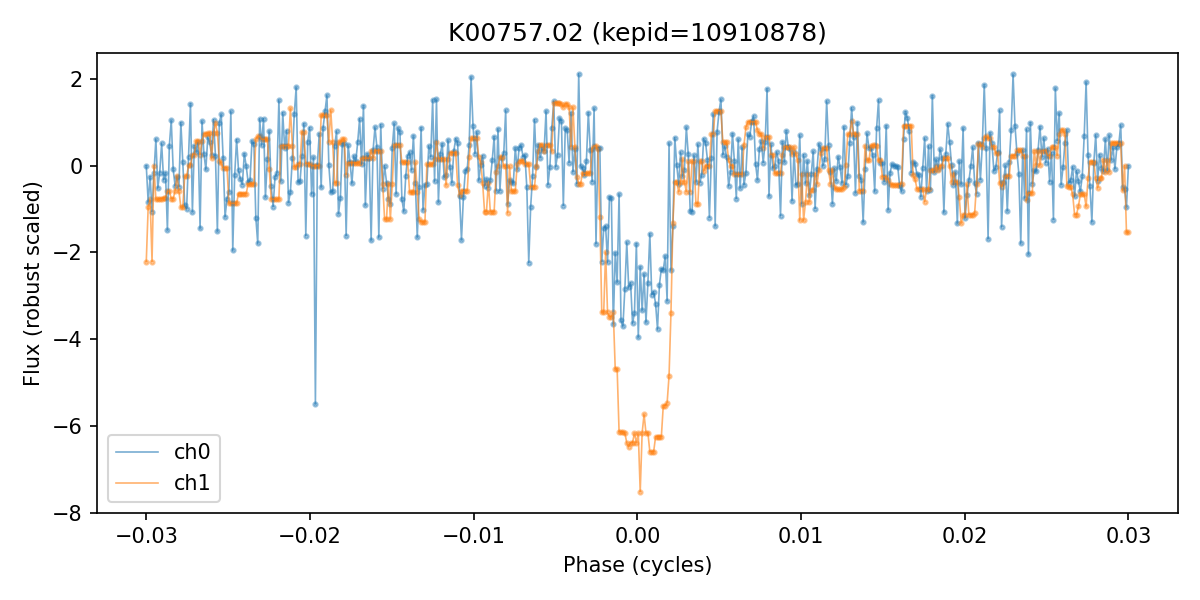 K00757.02 (kepid=10910878)
Flux (robust scaled)
2
0
−2
−4
−6
−8
ch0
ch1
−0.03
−0.02
−0.01
0.00
0.01
0.02
0.03
Phase (cycles)